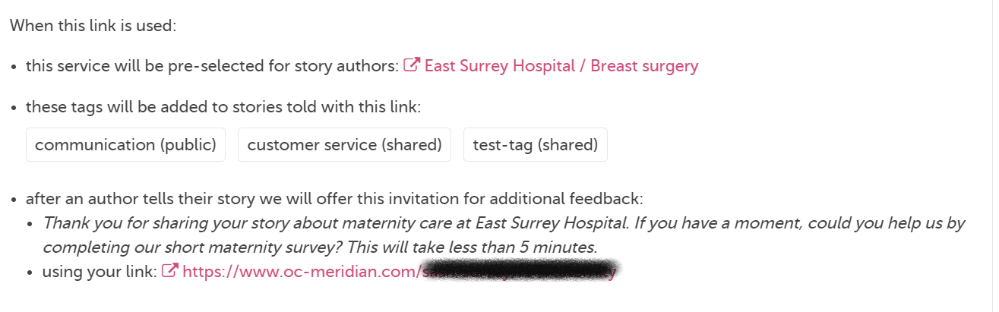 When this link is used:
• this service will be pre-selected for story authors: East Surrey Hospital / Breast surgery
• these tags will be added to stories told with this link:
communication (public) customer service (shared) test-tag (shared)
• after an author tells their story we will offer this invitation for additional feedback:
• Thank you for sharing your story about maternity care at East Surrey Hospital. If you have a moment, could you help us by
completing our short maternity survey? This will take less than 5 minutes.
• using your link: https://www.oc-meridian.com/